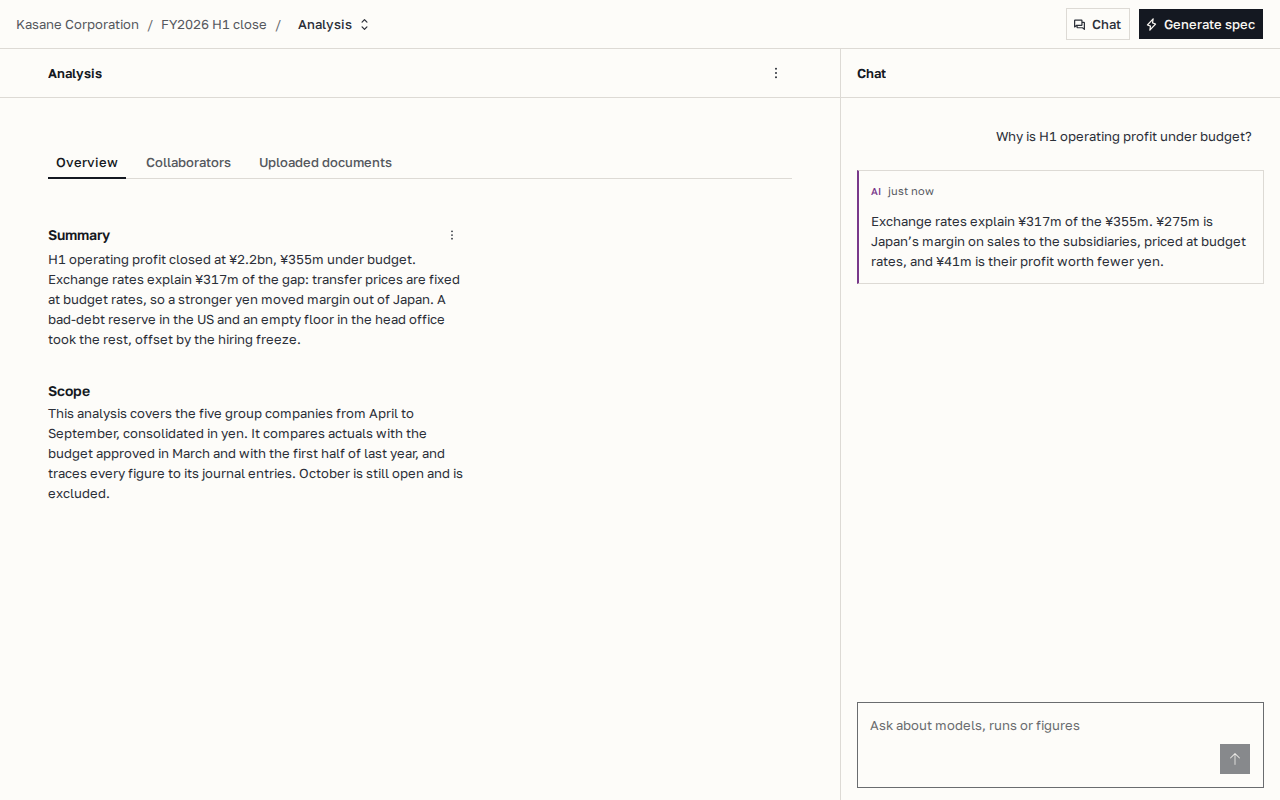 Kasane Corporation / FY2026 H1 close / Analysis
Chat
Generate spec
Analysis
Overview
Collaborators
Uploaded documents
Summary
H1 operating profit closed at ¥2.2bn, ¥355m under budget.
Exchange rates explain ¥317m of the gap: transfer prices are fixed
at budget rates, so a stronger yen moved margin out of Japan. A
bad-debt reserve in the US and an empty floor in the head office
took the rest, offset by the hiring freeze.
Scope
This analysis covers the five group companies from April to
September, consolidated in yen. It compares actuals with the
budget approved in March and with the first half of last year, and
traces every figure to its journal entries. October is still open and is
excluded.
Chat
Why is H1 operating profit under budget?
AI just now
Exchange rates explain ¥317m of the ¥355m. ¥275m is
Japan’s margin on sales to the subsidiaries, priced at budget
rates, and ¥41m is their profit worth fewer yen.
Ask about models, runs or figures